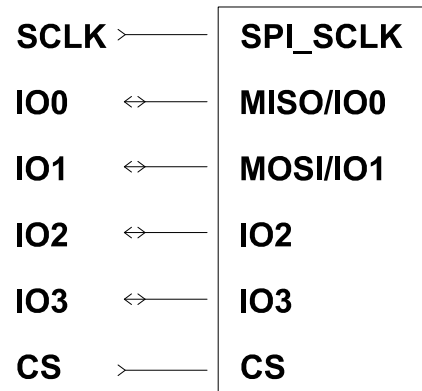 SCLK SPI_SCLK
IO0 MISO/IO0
IO1 MOSI/IO1
IO2 IO2
IO3 IO3
CS CS